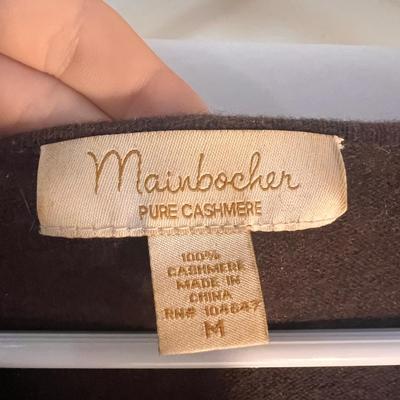 Mainbocher
PURE CASHMERE
100%
CASHMERE
MADE IN
CHINA
RN# 104647
M